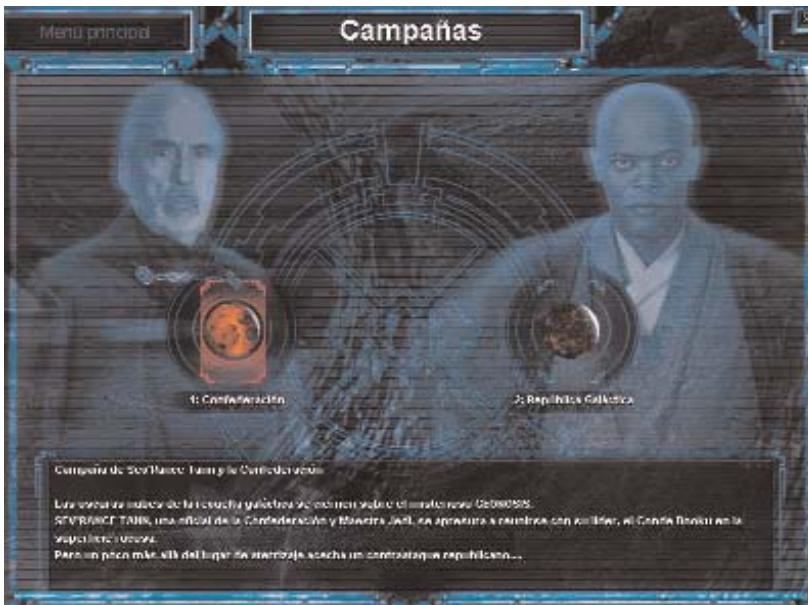 Menú principal
Campañas
1: Confederación
2: República Galáctica
Campaña de Sev'Rance Tann y la Confederación
Las oscuras nubes de la revuelta galáctica se ciernen sobre el misterioso GEONOSIS.
SEV'RANCE TANN, una oficial de la Confederación y Maestra Jedi, se apresura a reunirse con su líder, el Conde Dooku en la
superficie rocosa.
Pero un poco más allá del lugar de aterrizaje acecha un contraataque republicano....